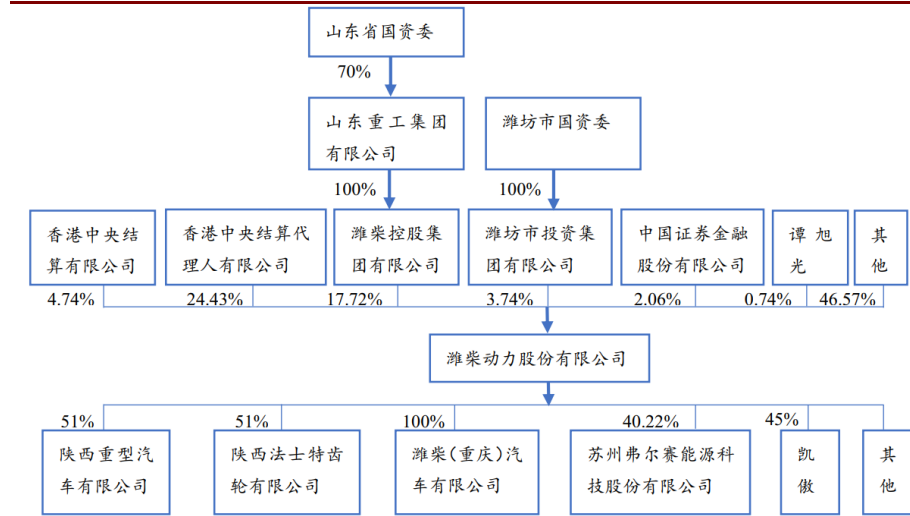 山东省国资委
70%
山东重工集团
有限公司
潍坊市国资委
100%
100%
香港中央结
算有限公司
香港中央结算代
理人有限公司
潍柴控股集
团有限公司
潍坊市投资集
团有限公司
中国证券金融
股份有限公司
谭旭
光
其
他
4.74%
24.43%
17.72%
3.74%
2.06%
0.74%
46.57%
潍柴动力股份有限公司
51%
51%
100%
40.22%
45%
陕西重型汽
车有限公司
陕西法士特齿
轮有限公司
潍柴(重庆)汽
车有限公司
苏州弗尔赛能源科
技股份有限公司
凯
傲
其
他